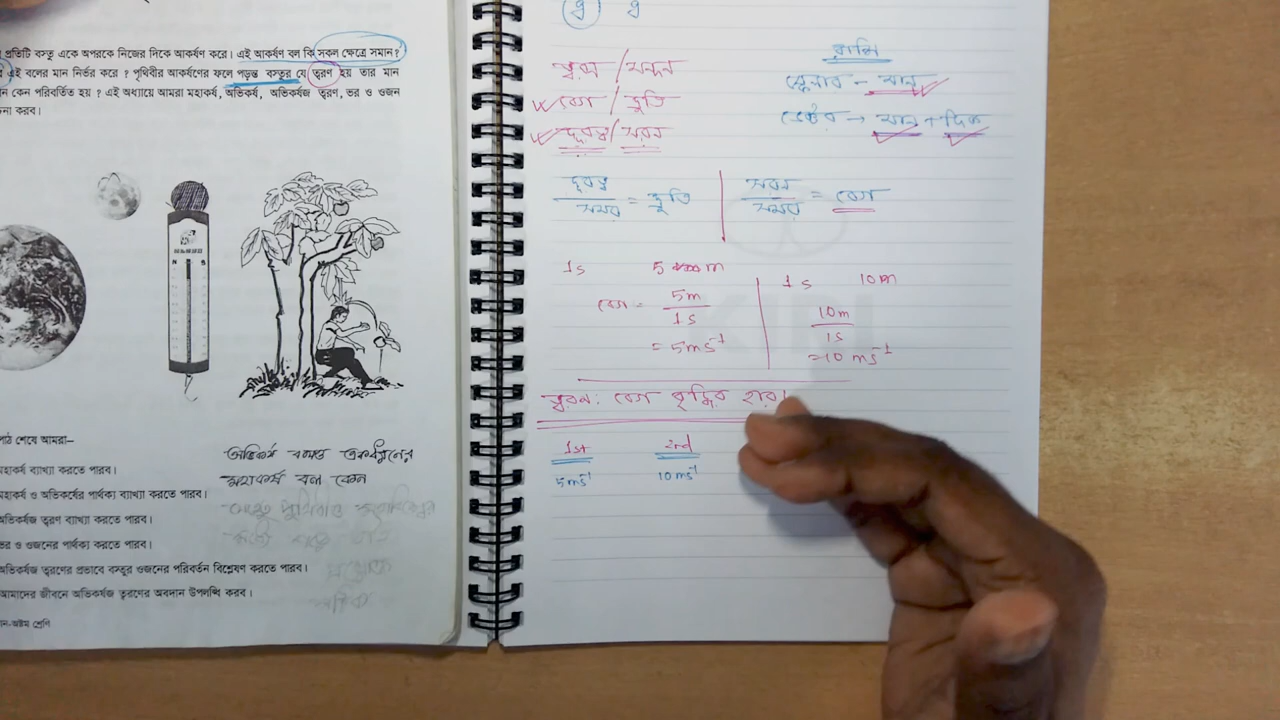 প্রতিটি বস্তু একে অপরকে নিজের দিকে আকর্ষণ করে। এই আকর্ষণ বল কি সকল ক্ষেত্রে সমান?
এই বলের মান নির্ভর করে ? পৃথিবীর আকর্ষণের ফলে পড়ন্ত বস্তুর যে ত্বরণ হয় তার মান
কেন পরিবর্তিত হয় ? এই অধ্যায়ে আমরা মহাকর্ষ, অভিকর্ষ, অভিকর্ষজ ত্বরণ, ভর ও ওজন
করব।
N S
পাঠ শেষে আমরা–
মহাকর্ষ ব্যাখ্যা করতে পারব।
মহাকর্ষ ও অভিকর্ষের পার্থক্য ব্যাখ্যা করতে পারব।
অভিকর্ষজ ত্বরণ ব্যাখ্যা করতে পারব।
ভর ও ওজনের পার্থক্য করতে পারব।
অভিকর্ষজ ত্বরণের প্রভাবে বস্তুর ওজনের পরিবর্তন বিশ্লেষণ করতে পারব।
আমাদের জীবনে অভিকর্ষজ ত্বরণের অবদান উপলব্ধি করব।
অষ্টম শ্রেণি
মহাকর্ষ বল কেন
ত্বরণ / মন্দন
বেগ / দ্রুতি
দূরত্ব / সরণ
রাশি
স্কেলার – মান
ভেক্টর → মান + দিক
দূরত্ব / সময় = দ্রুতি
সরণ / সময় = বেগ
1s 5 m
বেগ = 5m / 1s
= 5ms⁻¹
1s 10m
10m / 1s
= 10 ms⁻¹
ত্বরণ: বেগ বৃদ্ধির হার।
1st 2nd
5ms⁻¹ 10ms⁻¹